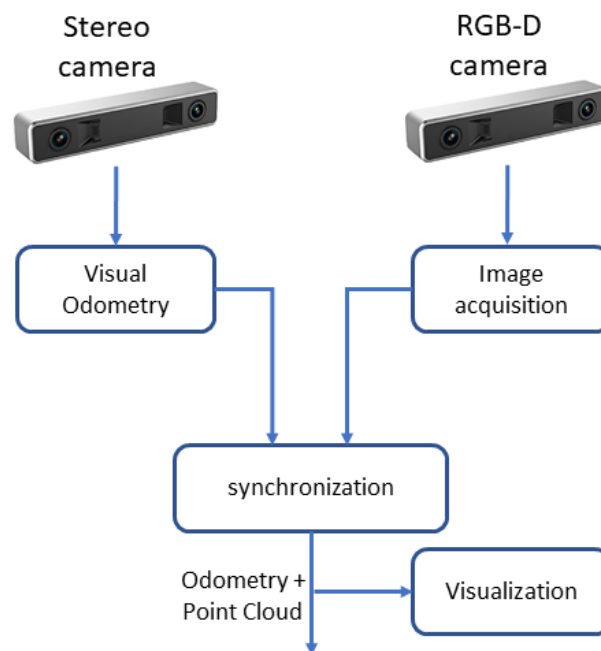 Stereo
camera
RGB-D
camera
Visual
Odometry
Image
acquisition
synchronization
Odometry +
Point Cloud
Visualization